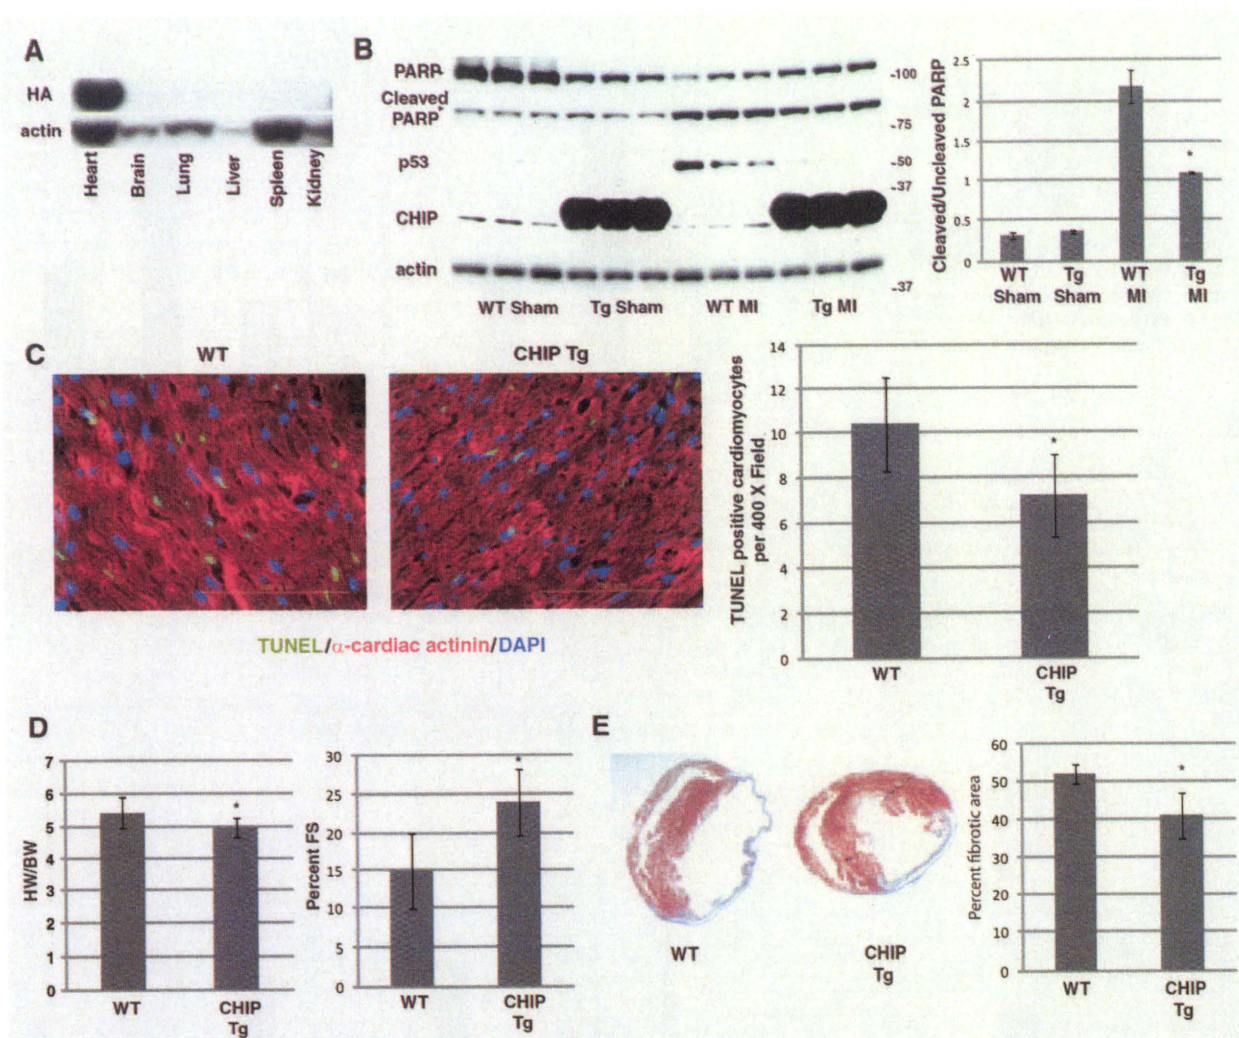 A
HA
actin
Heart
Brain
Lung
Liver
Spleen
Kidney
B
PARP-
Cleaved
PARP
p53
CHIP
actin
-100
-75
-50
-37
-37
WT Sham
Tg Sham
WT MI
Tg MI
Cleaved/Uncleaved PARP
2.5
2
1.5
1
0.5
0
*
WT
Sham
Tg
Sham
WT
MI
Tg
MI
C
WT
CHIP Tg
TUNEL/α-cardiac actinin/DAPI
TUNEL positive cardiomyocytes
per 400 X Field
14
12
10
8
6
4
2
0
*
WT
CHIP
Tg
D
HW/BW
7
6
5
4
3
2
1
0
*
WT
CHIP
Tg
Percent FS
30
25
20
15
10
5
0
*
WT
CHIP
Tg
E
WT
CHIP
Tg
Percent fibrotic area
60
50
40
30
20
10
0
*
WT
CHIP
Tg